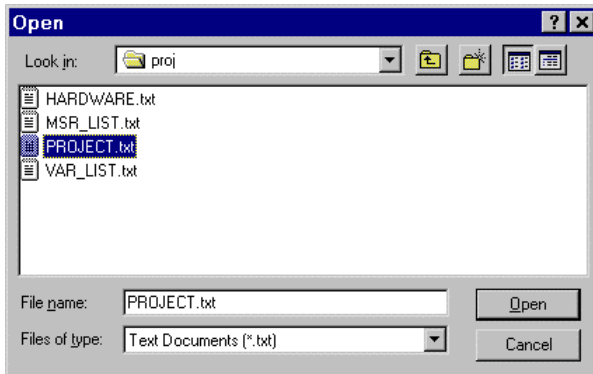 Open
Look in: proj
HARDWARE.txt
MSR_LIST.txt
PROJECT.txt
VAR_LIST.txt
File name: PROJECT.txt Open
Files of type: Text Documents (*.txt) Cancel